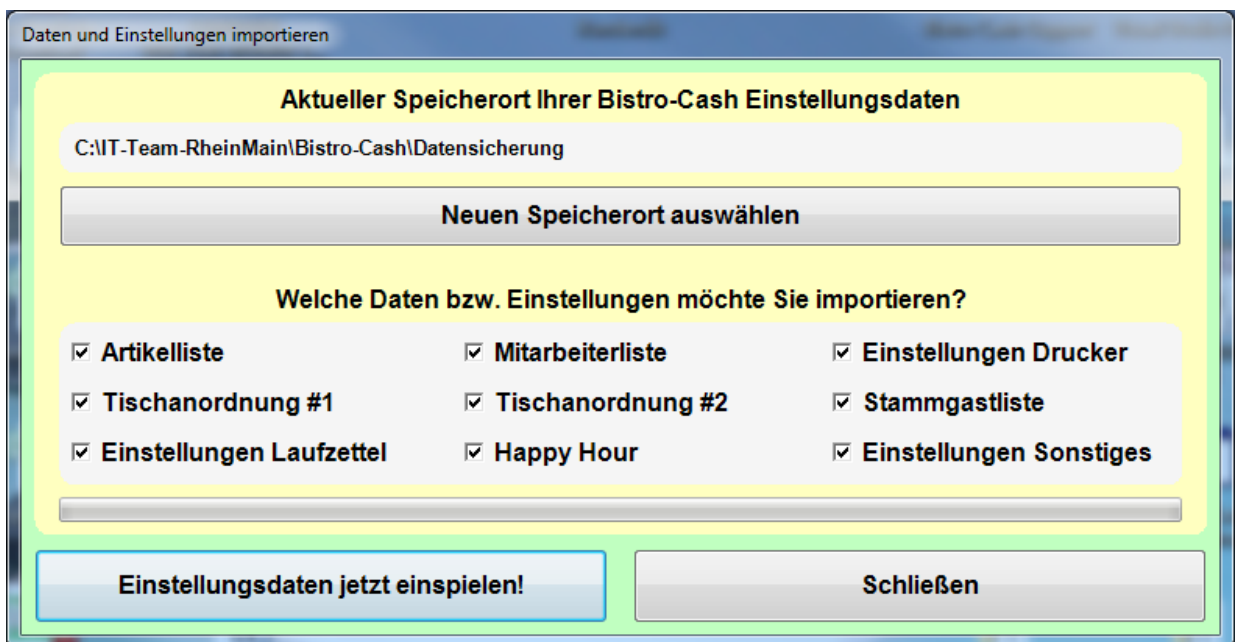 Daten und Einstellungen importieren
Aktueller Speicherort Ihrer Bistro-Cash Einstellungsdaten
C:\IT-Team-RheinMain\Bistro-Cash\Datensicherung
Neuen Speicherort auswählen
Welche Daten bzw. Einstellungen möchte Sie importieren?
Artikelliste Mitarbeiterliste Einstellungen Drucker
Tischanordnung #1 Tischanordnung #2 Stammgastliste
Einstellungen Laufzettel Happy Hour Einstellungen Sonstiges
Einstellungsdaten jetzt einspielen! Schließen